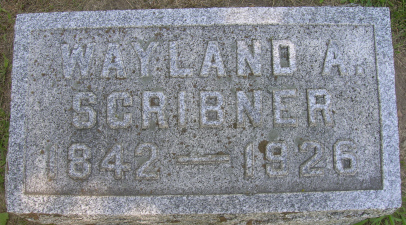 WAYLAND A.
SCRIBNER
1842 — 1926